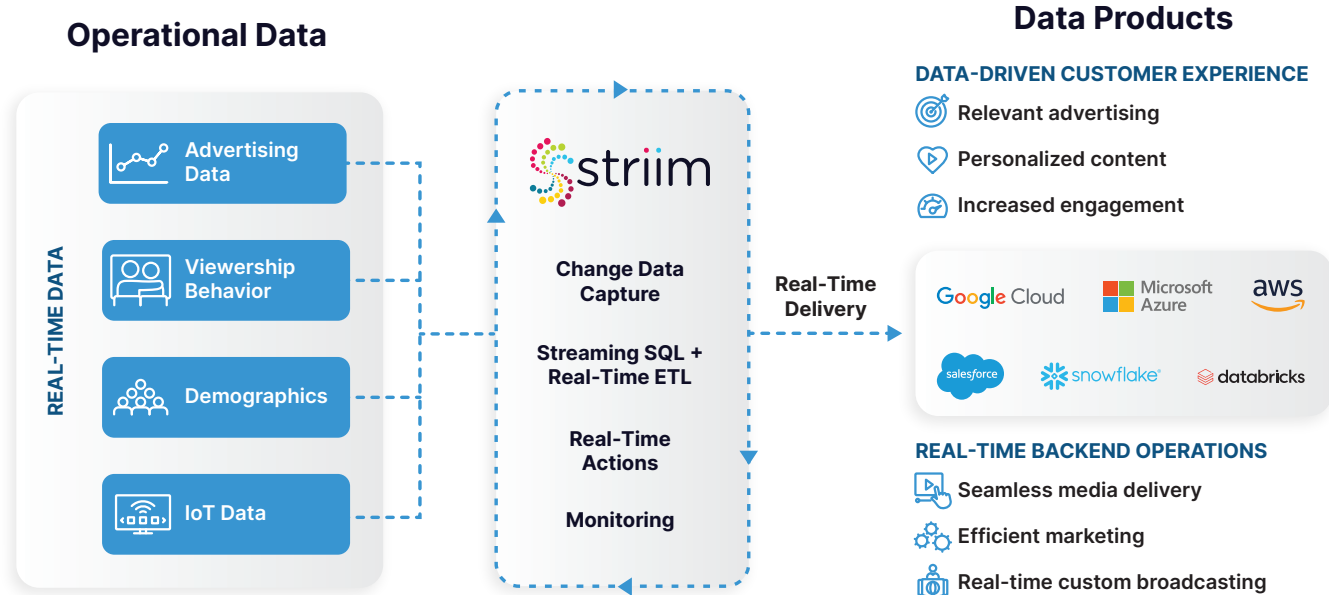 Operational Data
REAL-TIME DATA
Advertising
Data
Viewership
Behavior
Demographics
IoT Data
striim
Change Data
Capture
Streaming SQL +
Real-Time ETL
Real-Time
Actions
Monitoring
Real-Time
Delivery
Data Products
DATA-DRIVEN CUSTOMER EXPERIENCE
Relevant advertising
Personalized content
Increased engagement
Google Cloud
Microsoft
Azure
aws
salesforce
snowflake®
databricks
REAL-TIME BACKEND OPERATIONS
Seamless media delivery
Efficient marketing
Real-time custom broadcasting